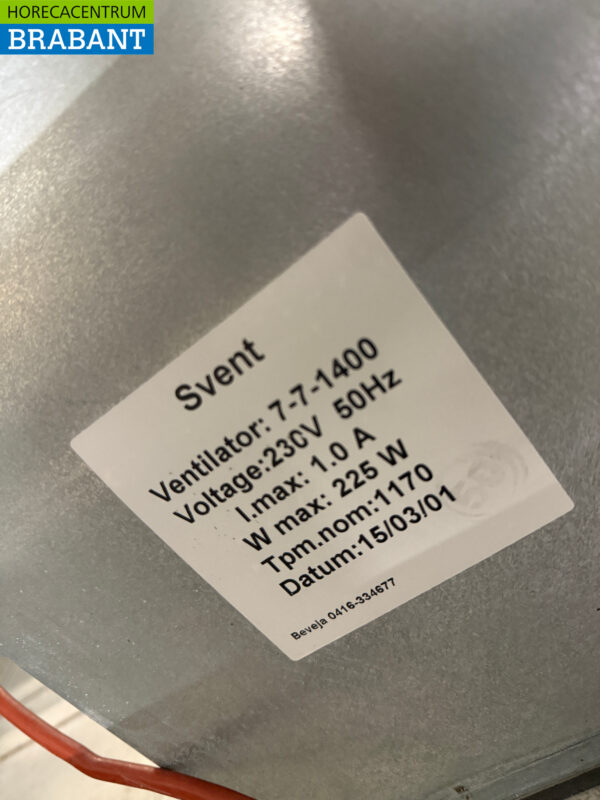 HORECACENTRUM
BRABANT
Svent
Ventilator: 7-7-1400
Voltage:230V 50Hz
I.max: 1.0 A
W max: 225 W
Tpm.nom:1170
Datum:15/03/01
Beveja 0416-334677